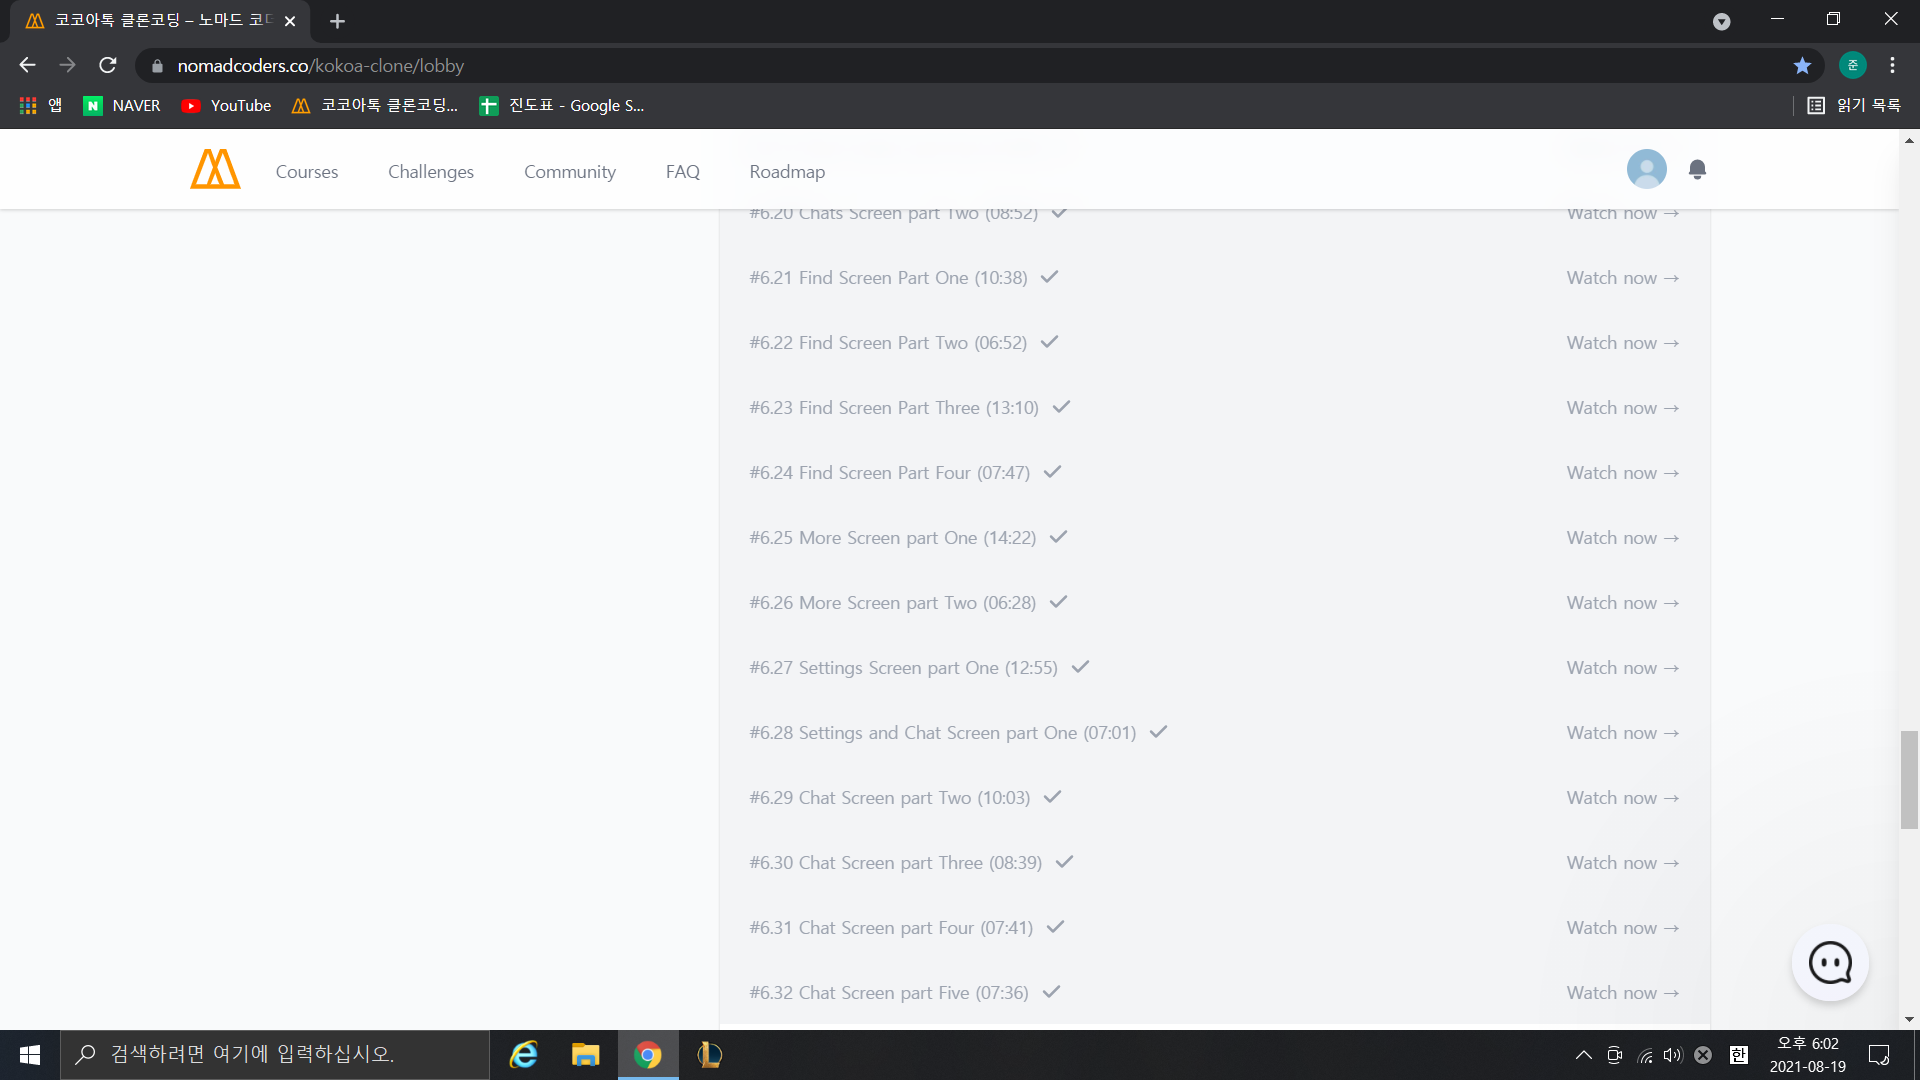 코코아톡 클론코딩 – 노마드 코
nomadcoders.co/kokoa-clone/lobby
준
앱
NAVER
YouTube
코코아톡 클론코딩...
진도표 - Google S...
읽기 목록
Courses
Challenges
Community
FAQ
Roadmap
#6.20 Chats Screen part Two (08:52) Watch now →
#6.21 Find Screen Part One (10:38) Watch now →
#6.22 Find Screen Part Two (06:52) Watch now →
#6.23 Find Screen Part Three (13:10) Watch now →
#6.24 Find Screen Part Four (07:47) Watch now →
#6.25 More Screen part One (14:22) Watch now →
#6.26 More Screen part Two (06:28) Watch now →
#6.27 Settings Screen part One (12:55) Watch now →
#6.28 Settings and Chat Screen part One (07:01) Watch now →
#6.29 Chat Screen part Two (10:03) Watch now →
#6.30 Chat Screen part Three (08:39) Watch now →
#6.31 Chat Screen part Four (07:41) Watch now →
#6.32 Chat Screen part Five (07:36) Watch now →
검색하려면 여기에 입력하십시오.
한
오후 6:02
2021-08-19